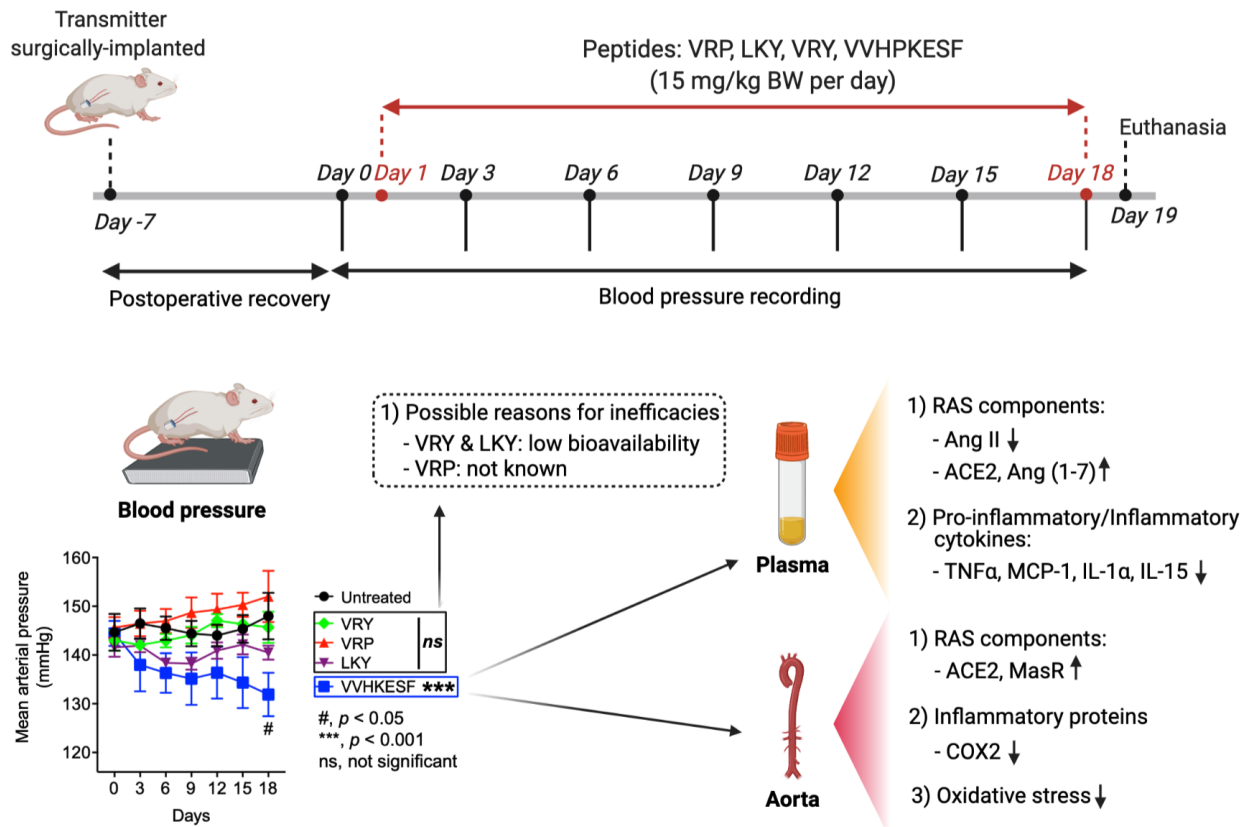 Transmitter
surgically-implanted
Peptides: VRP, LKY, VRY, VVHPKESF
(15 mg/kg BW per day)
Euthanasia
Day 0 Day 1 Day 3 Day 6 Day 9 Day 12 Day 15 Day 18
Day -7
Day 19
Postoperative recovery
Blood pressure recording
Blood pressure
1) Possible reasons for inefficacies
- VRY & LKY: low bioavailability
- VRP: not known
160
150
140
130
120
Mean arterial pressure
(mmHg)
0 3 6 9 12 15 18
Days
#
Untreated
VRY
VRP
LKY
ns
VVHKESF ***
#, p < 0.05
***, p < 0.001
ns, not significant
Plasma
1) RAS components:
- Ang II ↓
- ACE2, Ang (1-7) ↑
2) Pro-inflammatory/Inflammatory
cytokines:
- TNFα, MCP-1, IL-1α, IL-15 ↓
Aorta
1) RAS components:
- ACE2, MasR ↑
2) Inflammatory proteins
- COX2 ↓
3) Oxidative stress ↓